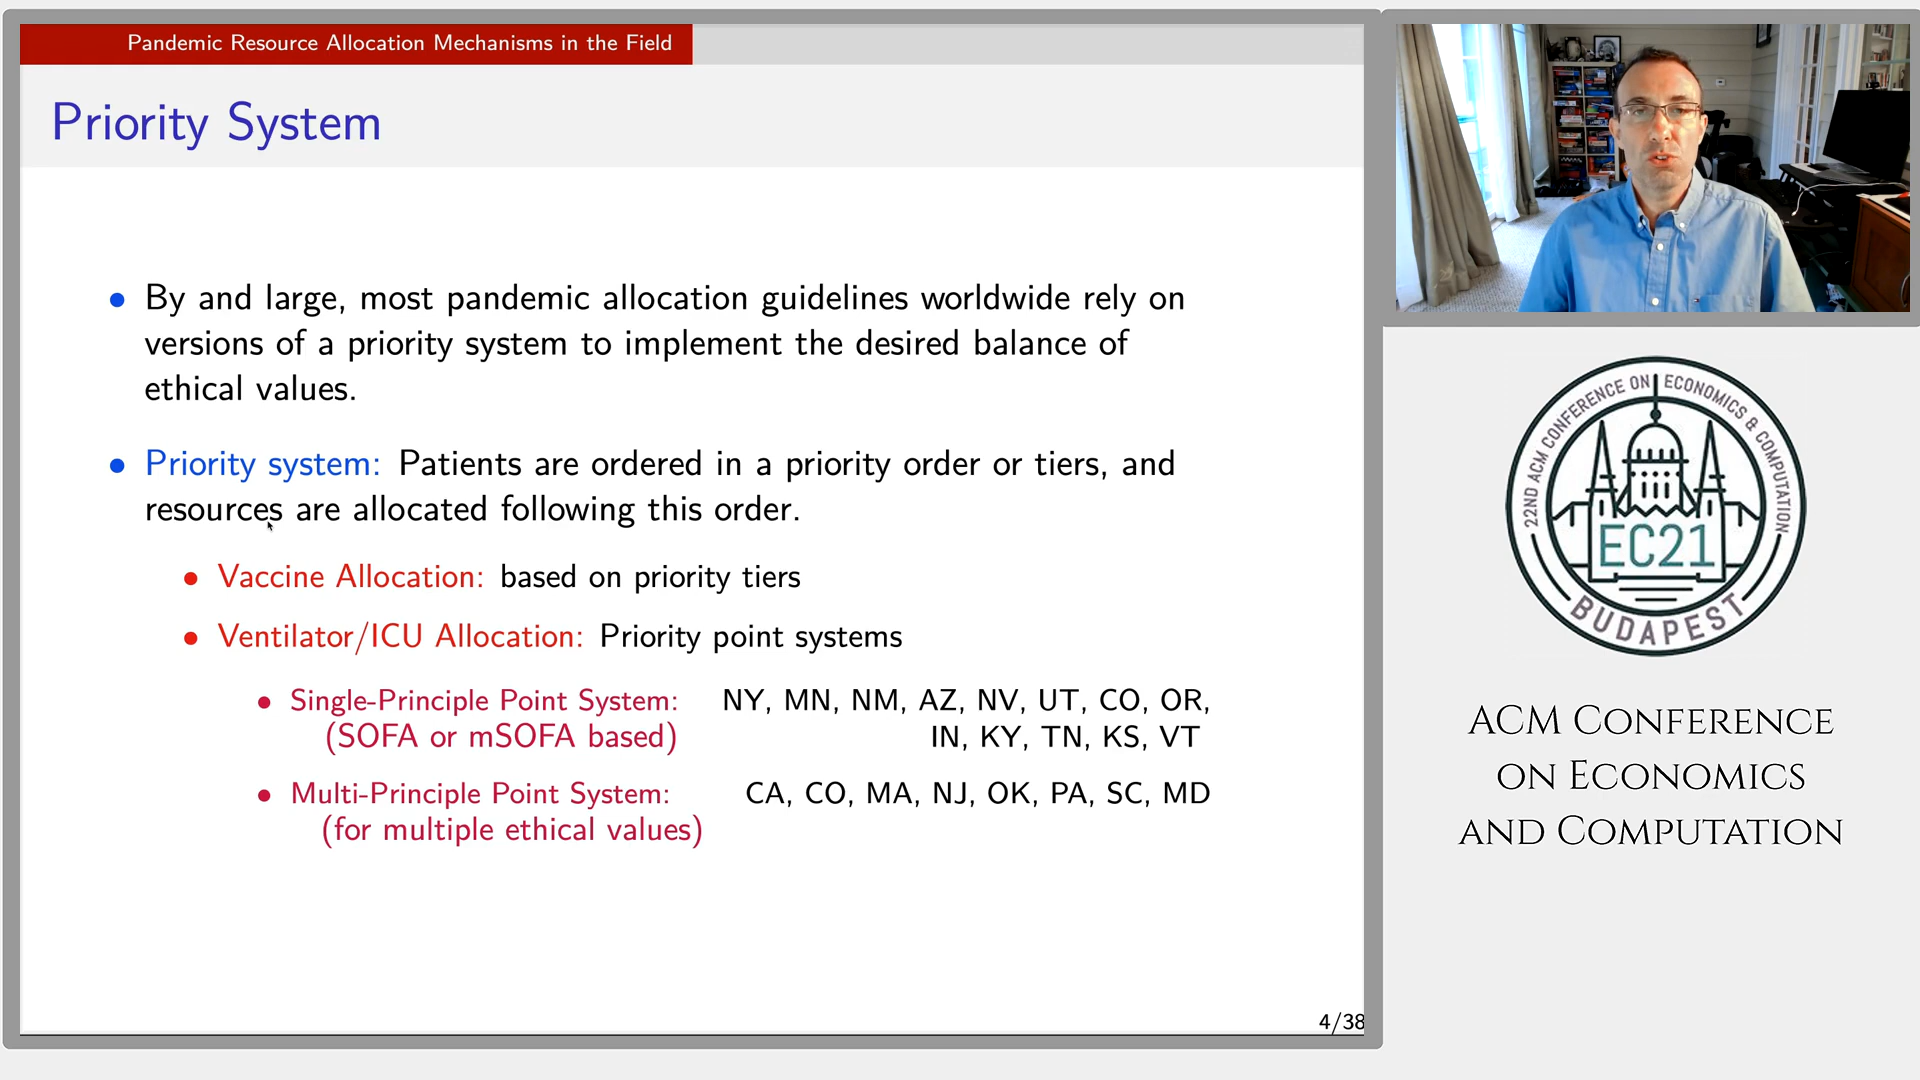 Pandemic Resource Allocation Mechanisms in the Field
Priority System
• By and large, most pandemic allocation guidelines worldwide rely on
versions of a priority system to implement the desired balance of
ethical values.
• Priority system: Patients are ordered in a priority order or tiers, and
resources are allocated following this order.
• Vaccine Allocation: based on priority tiers
• Ventilator/ICU Allocation: Priority point systems
• Single-Principle Point System: NY, MN, NM, AZ, NV, UT, CO, OR,
(SOFA or mSOFA based) IN, KY, TN, KS, VT
• Multi-Principle Point System: CA, CO, MA, NJ, OK, PA, SC, MD
(for multiple ethical values)
4/38
22ND ACM CONFERENCE ON ECONOMICS & COMPUTATION
EC21
BUDAPEST
ACM CONFERENCE
ON ECONOMICS
AND COMPUTATION